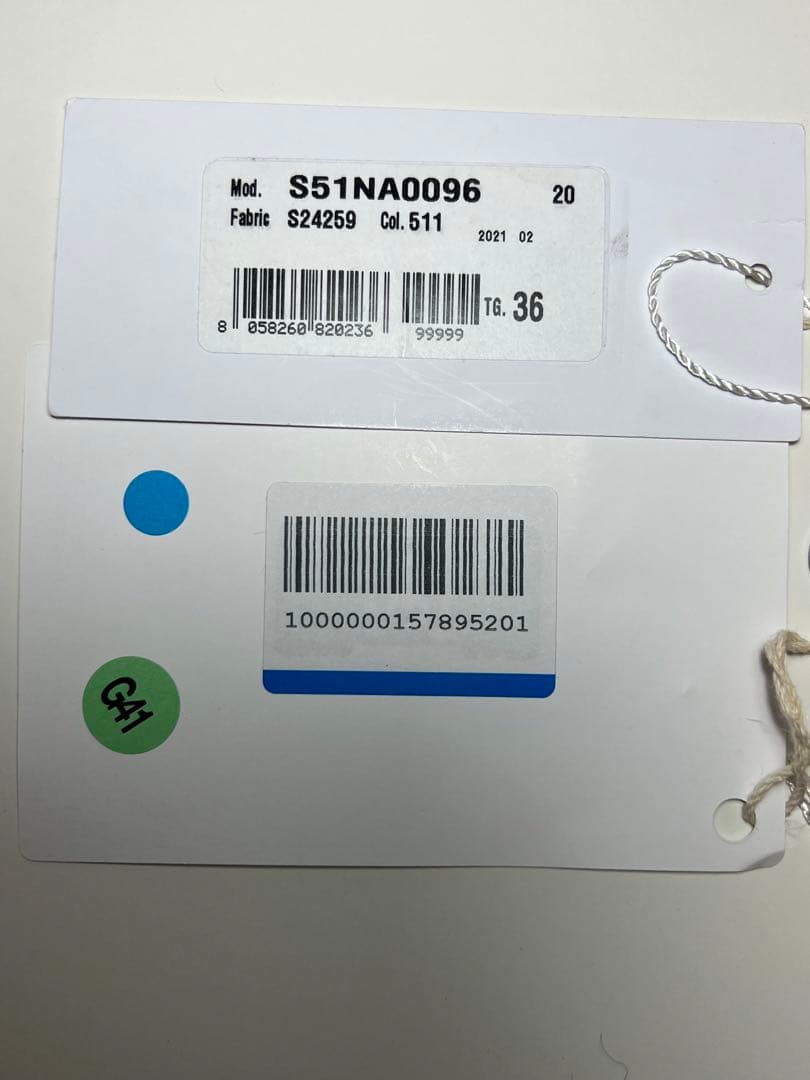 Mod. S51NA0096 20
Fabric S24259 Col. 511
2021 02
TG. 36
8 058260 820236 99999
1000000157895201
G41